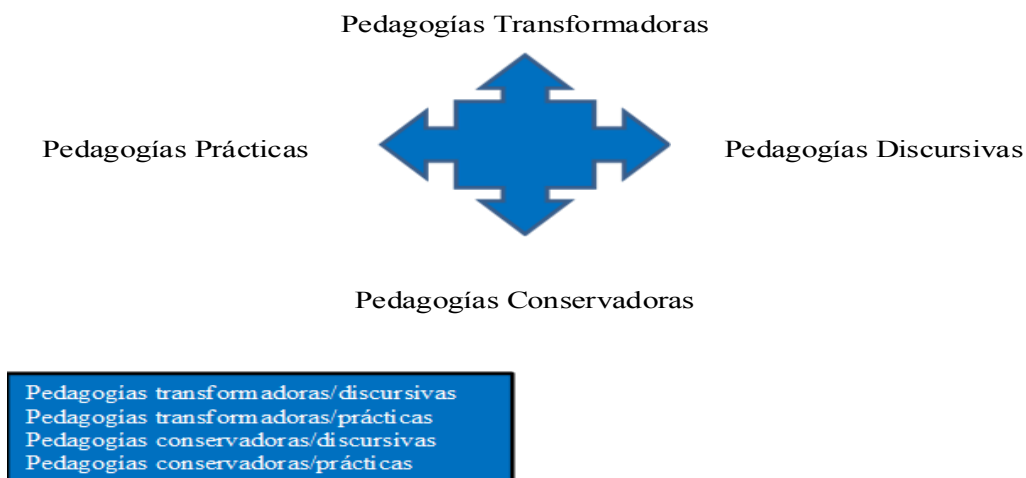 Pedagogías Transformadoras
Pedagogías Prácticas
Pedagogías Discursivas
Pedagogías Conservadoras
Pedagogías transformadoras/discursivas
Pedagogías transformadoras/prácticas
Pedagogías conservadoras/discursivas
Pedagogías conservadoras/prácticas